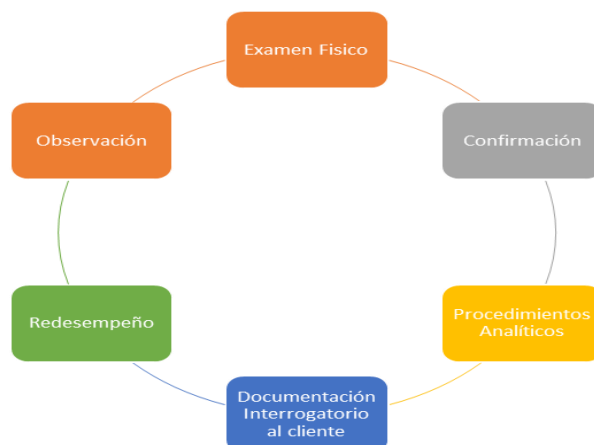 Examen Fisico
Confirmación
Procedimientos
Analíticos
Documentación
Interrogatorio
al cliente
Redesempeño
Observación